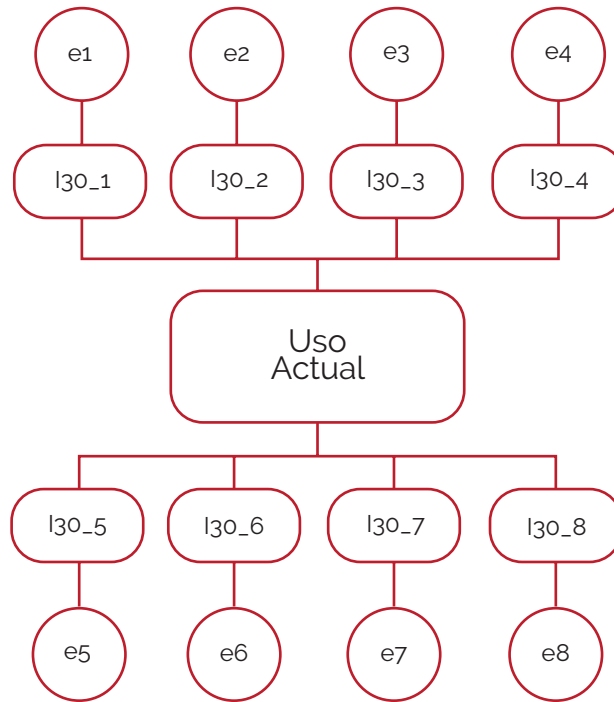 e1
e2
e3
e4
I30_1
I30_2
I30_3
I30_4
Uso
Actual
I30_5
I30_6
I30_7
I30_8
e5
e6
e7
e8